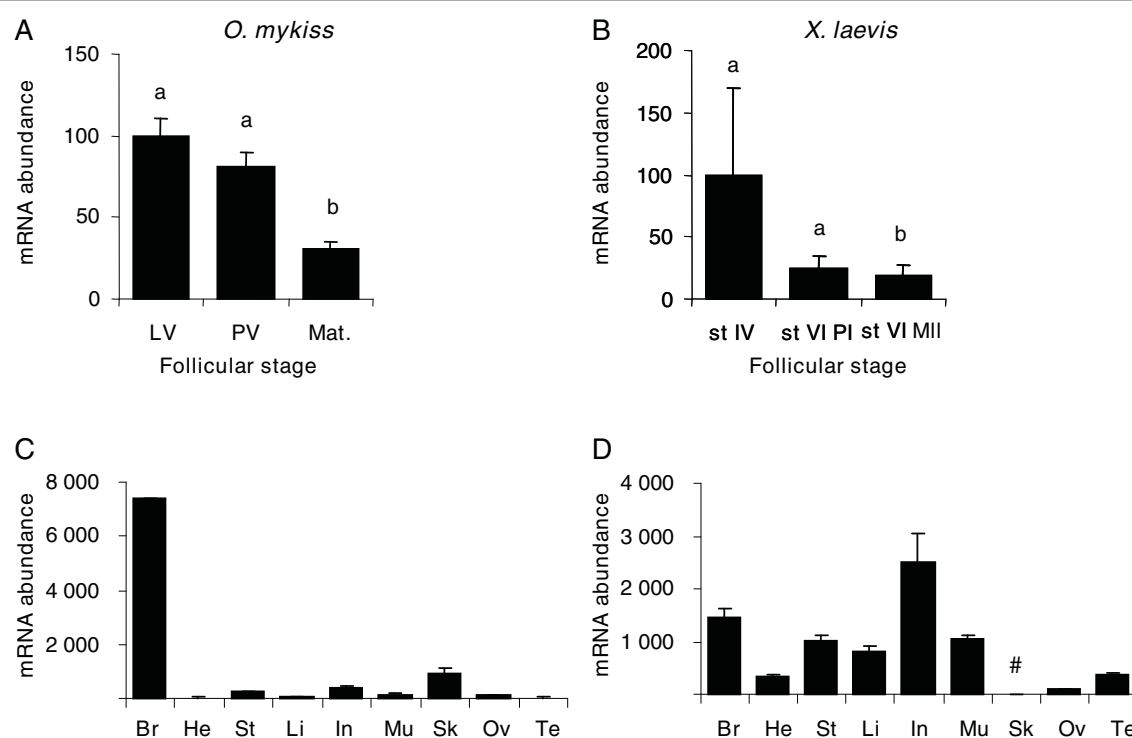 A
O. mykiss
mRNA abundance
150
100
50
0
a
a
b
LV PV Mat.
Follicular stage
B
X. laevis
mRNA abundance
200
150
100
50
0
a
a
b
st IV st VI PI st VI MII
Follicular stage
C
mRNA abundance
8 000
6 000
4 000
2 000
Br He St Li In Mu Sk Ov Te
D
mRNA abundance
4 000
3 000
2 000
1 000
#
Br He St Li In Mu Sk Ov Te